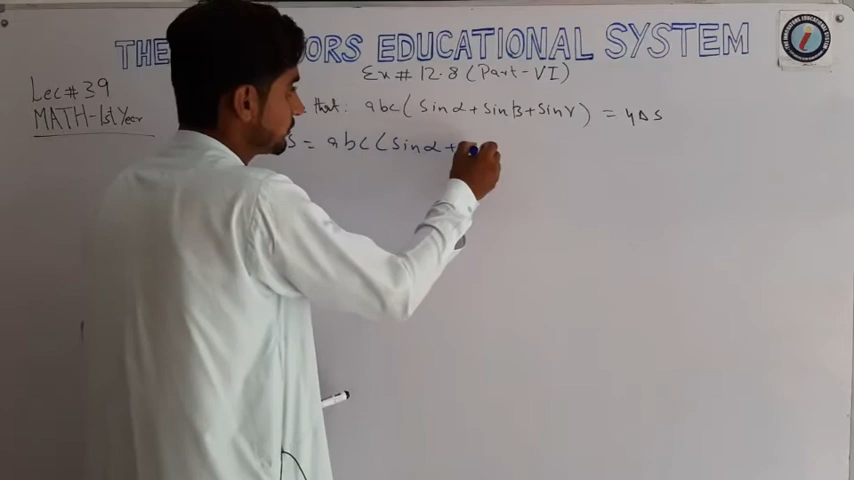 THE ORS EDUCATIONAL SYSTEM
Ex # 12.8 (Part-VI)
Lec # 39
MATH-1st Year
that: abc (Sinα + Sinβ + Sinγ) = 4Δs
S = abc (Sinα +